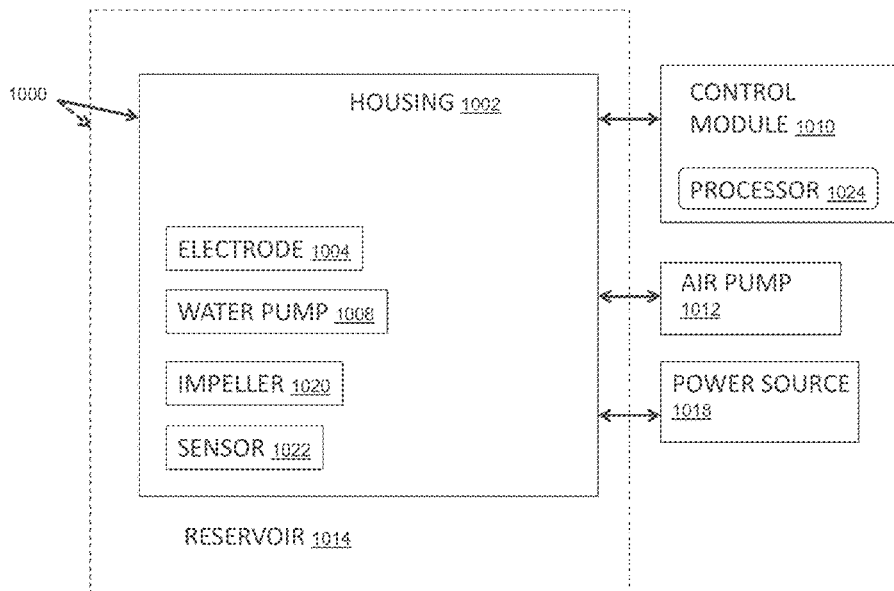 1000
HOUSING 1002
CONTROL
MODULE 1010
PROCESSOR 1024
ELECTRODE 1004
WATER PUMP 1008
IMPELLER 1020
SENSOR 1022
AIR PUMP
1012
POWER SOURCE
1018
RESERVOIR 1014